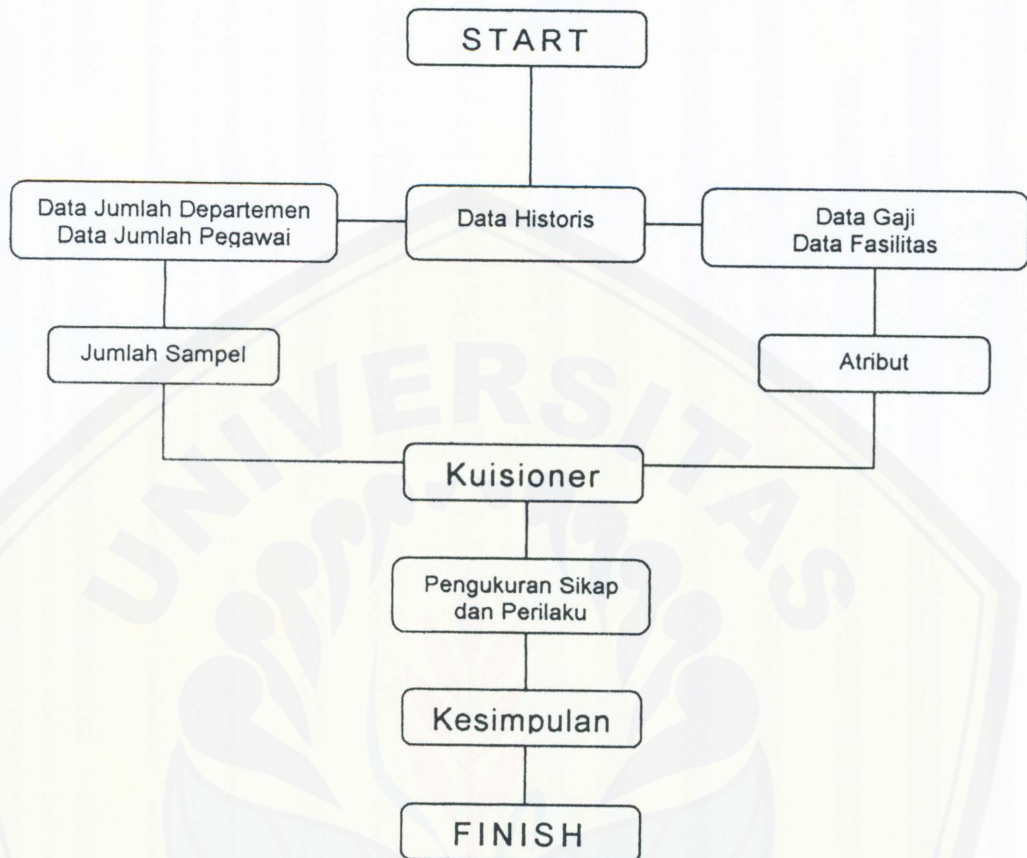 START
Data Jumlah Departemen
Data Jumlah Pegawai
Data Historis
Data Gaji
Data Fasilitas
Jumlah Sampel
Atribut
UNIVERSITAS
Kuisioner
Pengukuran Sikap
dan Perilaku
Kesimpulan
FINISH